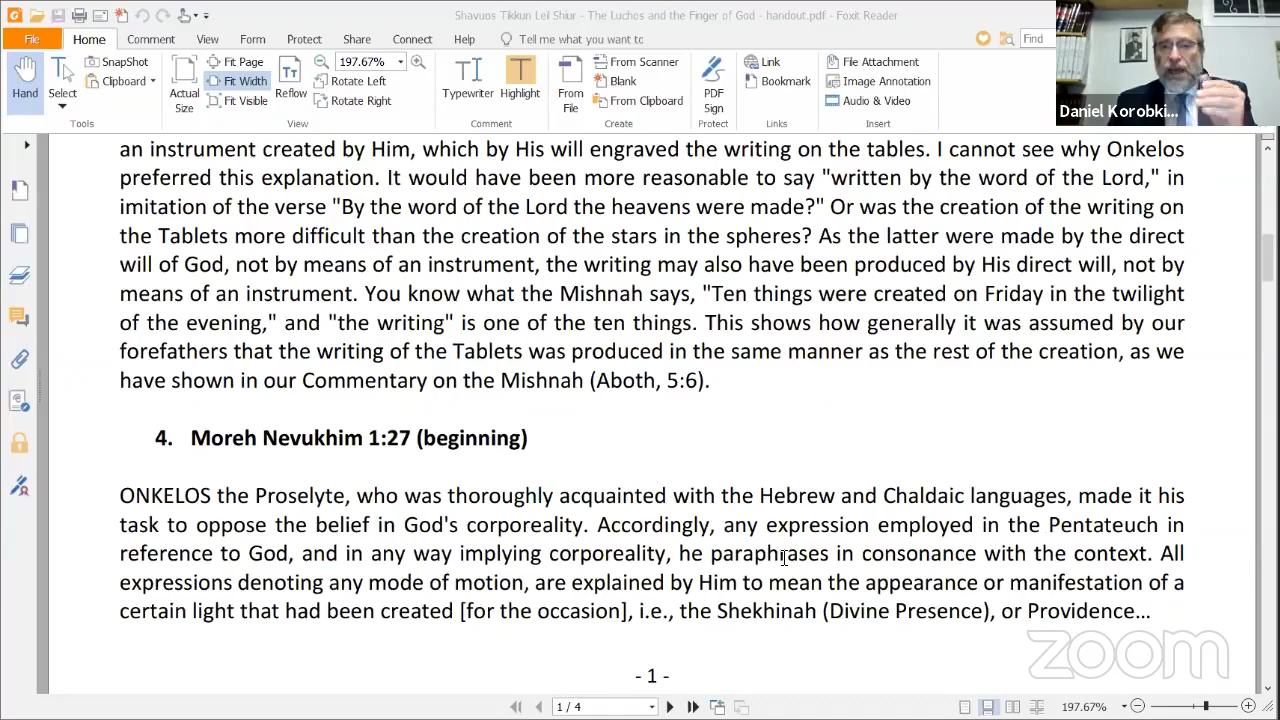 Shavuos Tikkun Leil Shiur - The Luchos and the Finger of God - handout.pdf - Foxit Reader
File Home Comment View Form Protect Share Connect Help Tell me what you want to Find
Hand
Select
SnapShot
Clipboard
Tools
Actual Size
Fit Page
Fit Width
Fit Visible
Reflow
197.67%
Rotate Left
Rotate Right
View
Typewriter
Highlight
Comment
From File
From Scanner
Blank
From Clipboard
Create
PDF Sign
Protect
Link
Bookmark
Links
File Attachment
Image Annotation
Audio & Video
Insert
Daniel Korobki...
an instrument created by Him, which by His will engraved the writing on the tables. I cannot see why Onkelos
preferred this explanation. It would have been more reasonable to say "written by the word of the Lord," in
imitation of the verse "By the word of the Lord the heavens were made?" Or was the creation of the writing on
the Tablets more difficult than the creation of the stars in the spheres? As the latter were made by the direct
will of God, not by means of an instrument, the writing may also have been produced by His direct will, not by
means of an instrument. You know what the Mishnah says, "Ten things were created on Friday in the twilight
of the evening," and "the writing" is one of the ten things. This shows how generally it was assumed by our
forefathers that the writing of the Tablets was produced in the same manner as the rest of the creation, as we
have shown in our Commentary on the Mishnah (Aboth, 5:6).
4. Moreh Nevukhim 1:27 (beginning)
ONKELOS the Proselyte, who was thoroughly acquainted with the Hebrew and Chaldaic languages, made it his
task to oppose the belief in God's corporeality. Accordingly, any expression employed in the Pentateuch in
reference to God, and in any way implying corporeality, he paraphrases in consonance with the context. All
expressions denoting any mode of motion, are explained by Him to mean the appearance or manifestation of a
certain light that had been created [for the occasion], i.e., the Shekhinah (Divine Presence), or Providence…
- 1 -
zoom
1 / 4
197.67%